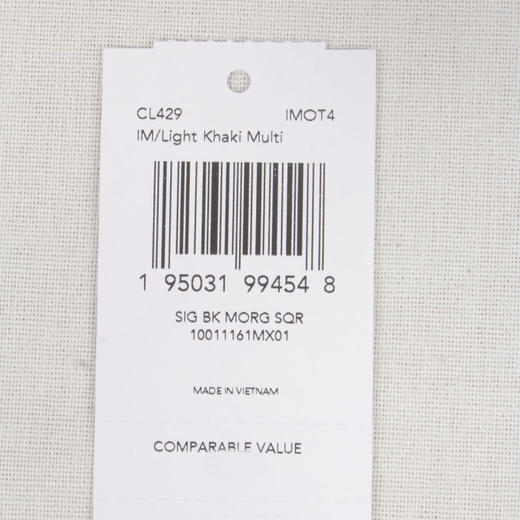 CL429 IMOT4
IM/Light Khaki Multi
1 95031 99454 8
SIG BK MORG SQR
10011161MX01
MADE IN VIETNAM
COMPARABLE VALUE